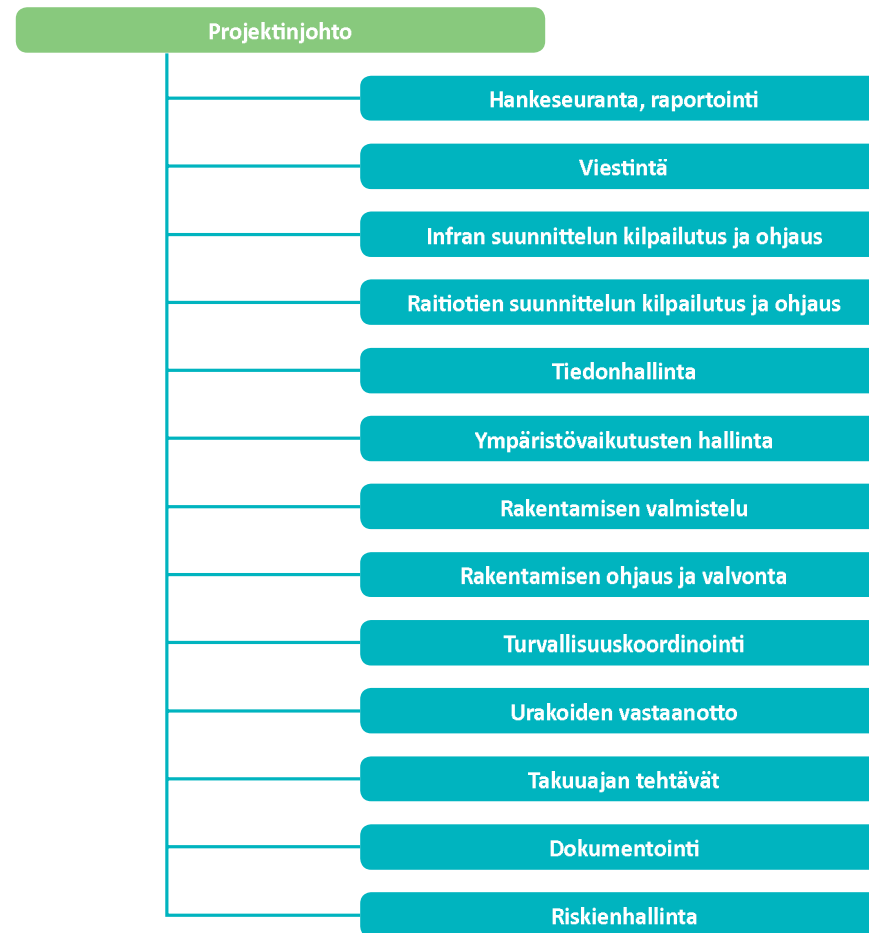 Projektinjohto
Hankeseuranta, raportointi
Viestintä
Infran suunnittelun kilpailutus ja ohjaus
Raitiotien suunnittelun kilpailutus ja ohjaus
Tiedonhallinta
Ympäristövaikutusten hallinta
Rakentamisen valmistelu
Rakentamisen ohjaus ja valvonta
Turvallisuuskoordinointi
Urakoiden vastaanotto
Takuuajan tehtävät
Dokumentointi
Riskienhallinta